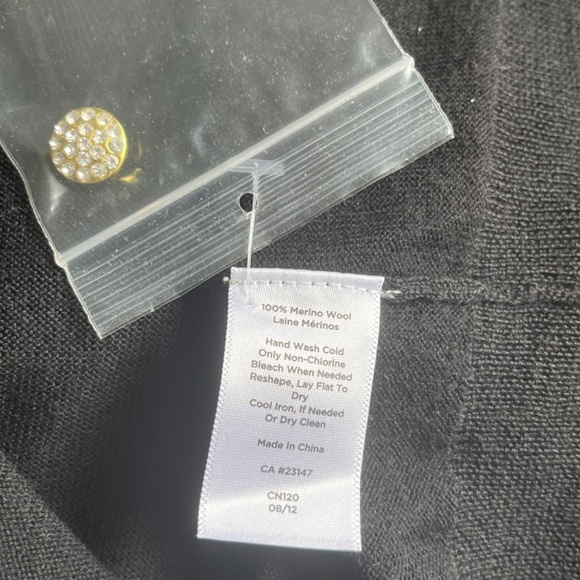 100% Merino Wool
Laine Mérinos
Hand Wash Cold
Only Non-Chlorine
Bleach When Needed
Reshape, Lay Flat To
Dry
Cool Iron, If Needed
Or Dry Clean
Made In China
CA #23147
CN120
08/12